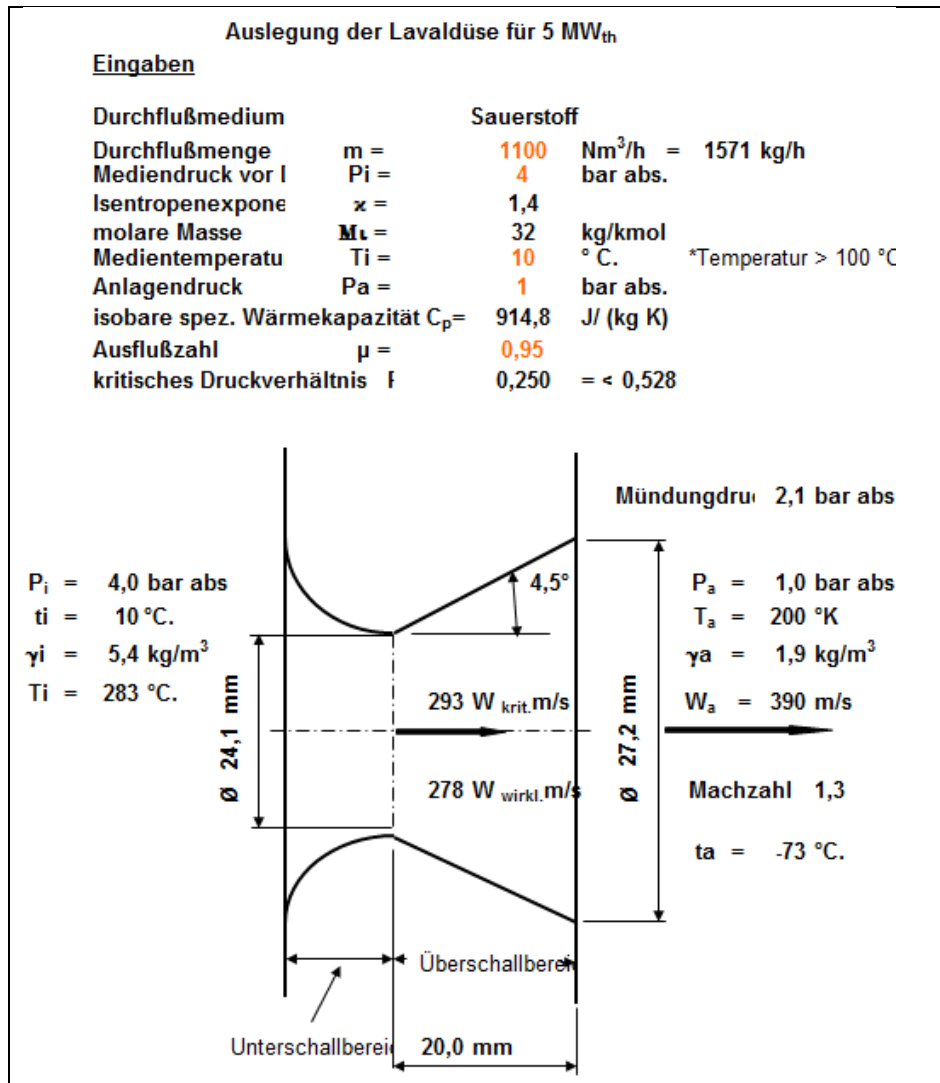 Auslegung der Lavaldüse für 5 MWth
Eingaben
Durchflußmedium Sauerstoff
Durchflußmenge m = 1100 Nm³/h = 1571 kg/h
Mediendruck vor Pi = 4 bar abs.
Isentropenexpone ϰ = 1,4
molare Masse Mι = 32 kg/kmol
Medientemperatu Ti = 10 ° C. *Temperatur > 100 °C
Anlagendruck Pa = 1 bar abs.
isobare spez. Wärmekapazität Cp= 914,8 J/ (kg K)
Ausflußzahl µ = 0,95
kritisches Druckverhältnis 0,250 = < 0,528
Mündungdru 2,1 bar abs
Pi = 4,0 bar abs
ti = 10 °C.
γi = 5,4 kg/m³
Ti = 283 °C.
Ø 24,1 mm
4,5°
293 W krit.m/s
278 W wirkl.m/s
Ø 27,2 mm
Pa = 1,0 bar abs
Ta = 200 °K
γa = 1,9 kg/m³
Wa = 390 m/s
Machzahl 1,3
ta = -73 °C.
Überschallberei
Unterschallberei
20,0 mm